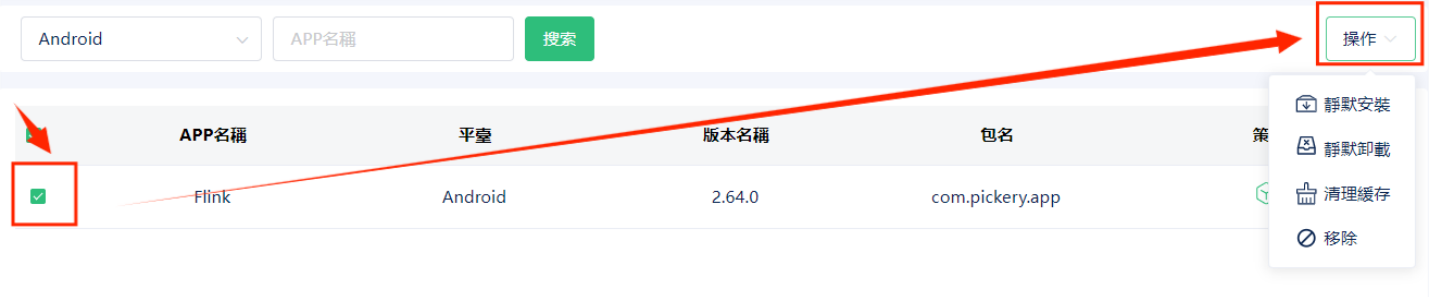 Android
APP名稱
搜索
操作
靜默安裝
靜默卸載
清理緩存
移除
APP名稱
平臺
版本名稱
包名
策
Flink
Android
2.64.0
com.pickery.app